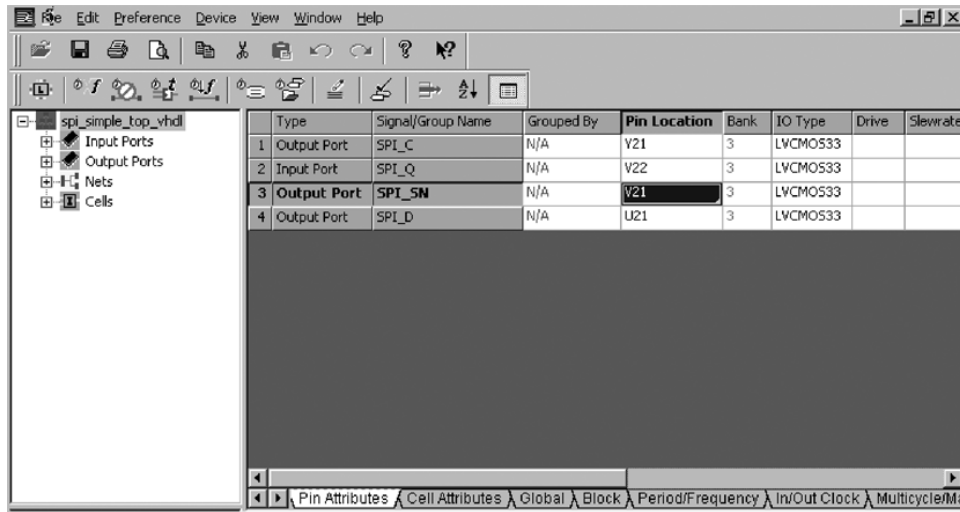 File Edit Preference Device View Window Help
spi_simple_top_vhdl
Input Ports
Output Ports
Nets
Cells
Type Signal/Group Name Grouped By Pin Location Bank IO Type Drive Slewrate
1 Output Port SPI_C N/A V21 3 LVCMOS33
2 Input Port SPI_Q N/A V22 3 LVCMOS33
3 Output Port SPI_SN N/A V21 3 LVCMOS33
4 Output Port SPI_D N/A U21 3 LVCMOS33
Pin Attributes Cell Attributes Global Block Period/Frequency In/Out Clock Multicycle/Ma